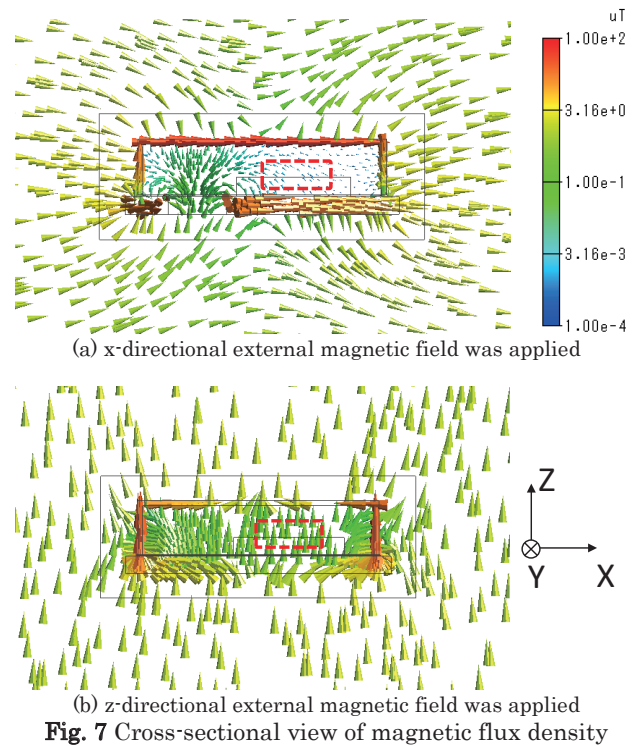 uT
1.00e+2
3.16e+0
1.00e-1
3.16e-3
1.00e-4
(a) x-directional external magnetic field was applied
Z
Y X
(b) z-directional external magnetic field was applied
Fig. 7 Cross-sectional view of magnetic flux density